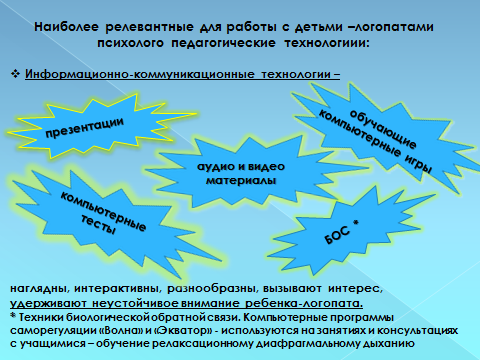 Наиболее релевантные для работы с детьми –логопатами
психолого педагогические технологиии:
❖ Информационно-коммуникационные технологии –
презентации
обучающие
компьютерные игры
аудио и видео
материалы
компьютерные
тесты
БОС *
наглядны, интерактивны, разнообразны, вызывают интерес,
удерживают неустойчивое внимание ребенка-логопата.
* Техники биологической обратной связи. Компьютерные программы
саморегуляции «Волна» и «Экватор» - используются на занятиях и консультациях
с учащимися – обучение релаксационному диафрагмальному дыханию